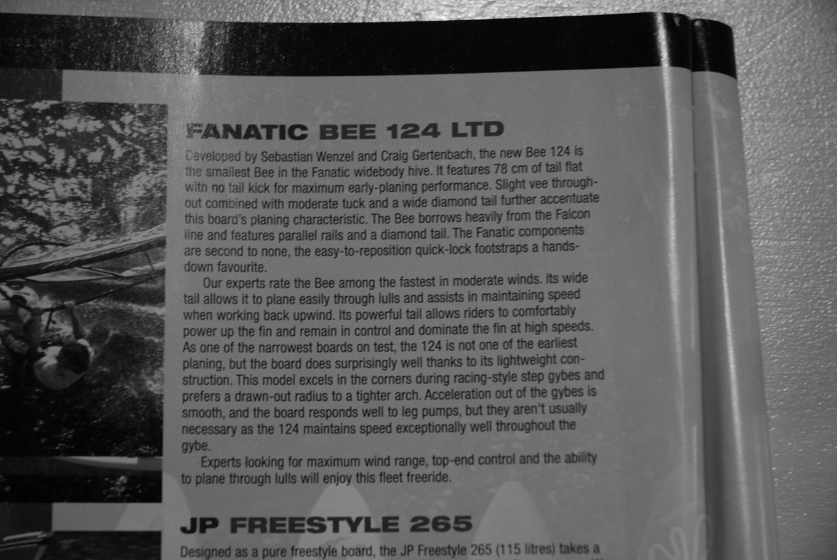 FANATIC BEE 124 LTD
Developed by Sebastian Wenzel and Craig Gertenbach, the new Bee 124 is
the smallest Bee in the Fanatic widebody hive. It features 78 cm of tail flat
with no tail kick for maximum early-planing performance. Slight vee through-
out combined with moderate tuck and a wide diamond tail further accentuate
this board's planing characteristic. The Bee borrows heavily from the Falcon
line and features parallel rails and a diamond tail. The Fanatic components
are second to none, the easy-to-reposition quick-lock footstraps a hands-
down favourite.
Our experts rate the Bee among the fastest in moderate winds. Its wide
tail allows it to plane easily through lulls and assists in maintaining speed
when working back upwind. Its powerful tail allows riders to comfortably
power up the fin and remain in control and dominate the fin at high speeds.
As one of the narrowest boards on test, the 124 is not one of the earliest
planing, but the board does surprisingly well thanks to its lightweight con-
struction. This model excels in the corners during racing-style step gybes and
prefers a drawn-out radius to a tighter arch. Acceleration out of the gybes is
smooth, and the board responds well to leg pumps, but they aren't usually
necessary as the 124 maintains speed exceptionally well throughout the
gybe.
Experts looking for maximum wind range, top-end control and the ability
to plane through lulls will enjoy this fleet freeride.
JP FREESTYLE 265
Designed as a pure freestyle board, the JP Freestyle 265 (115 litres) takes a